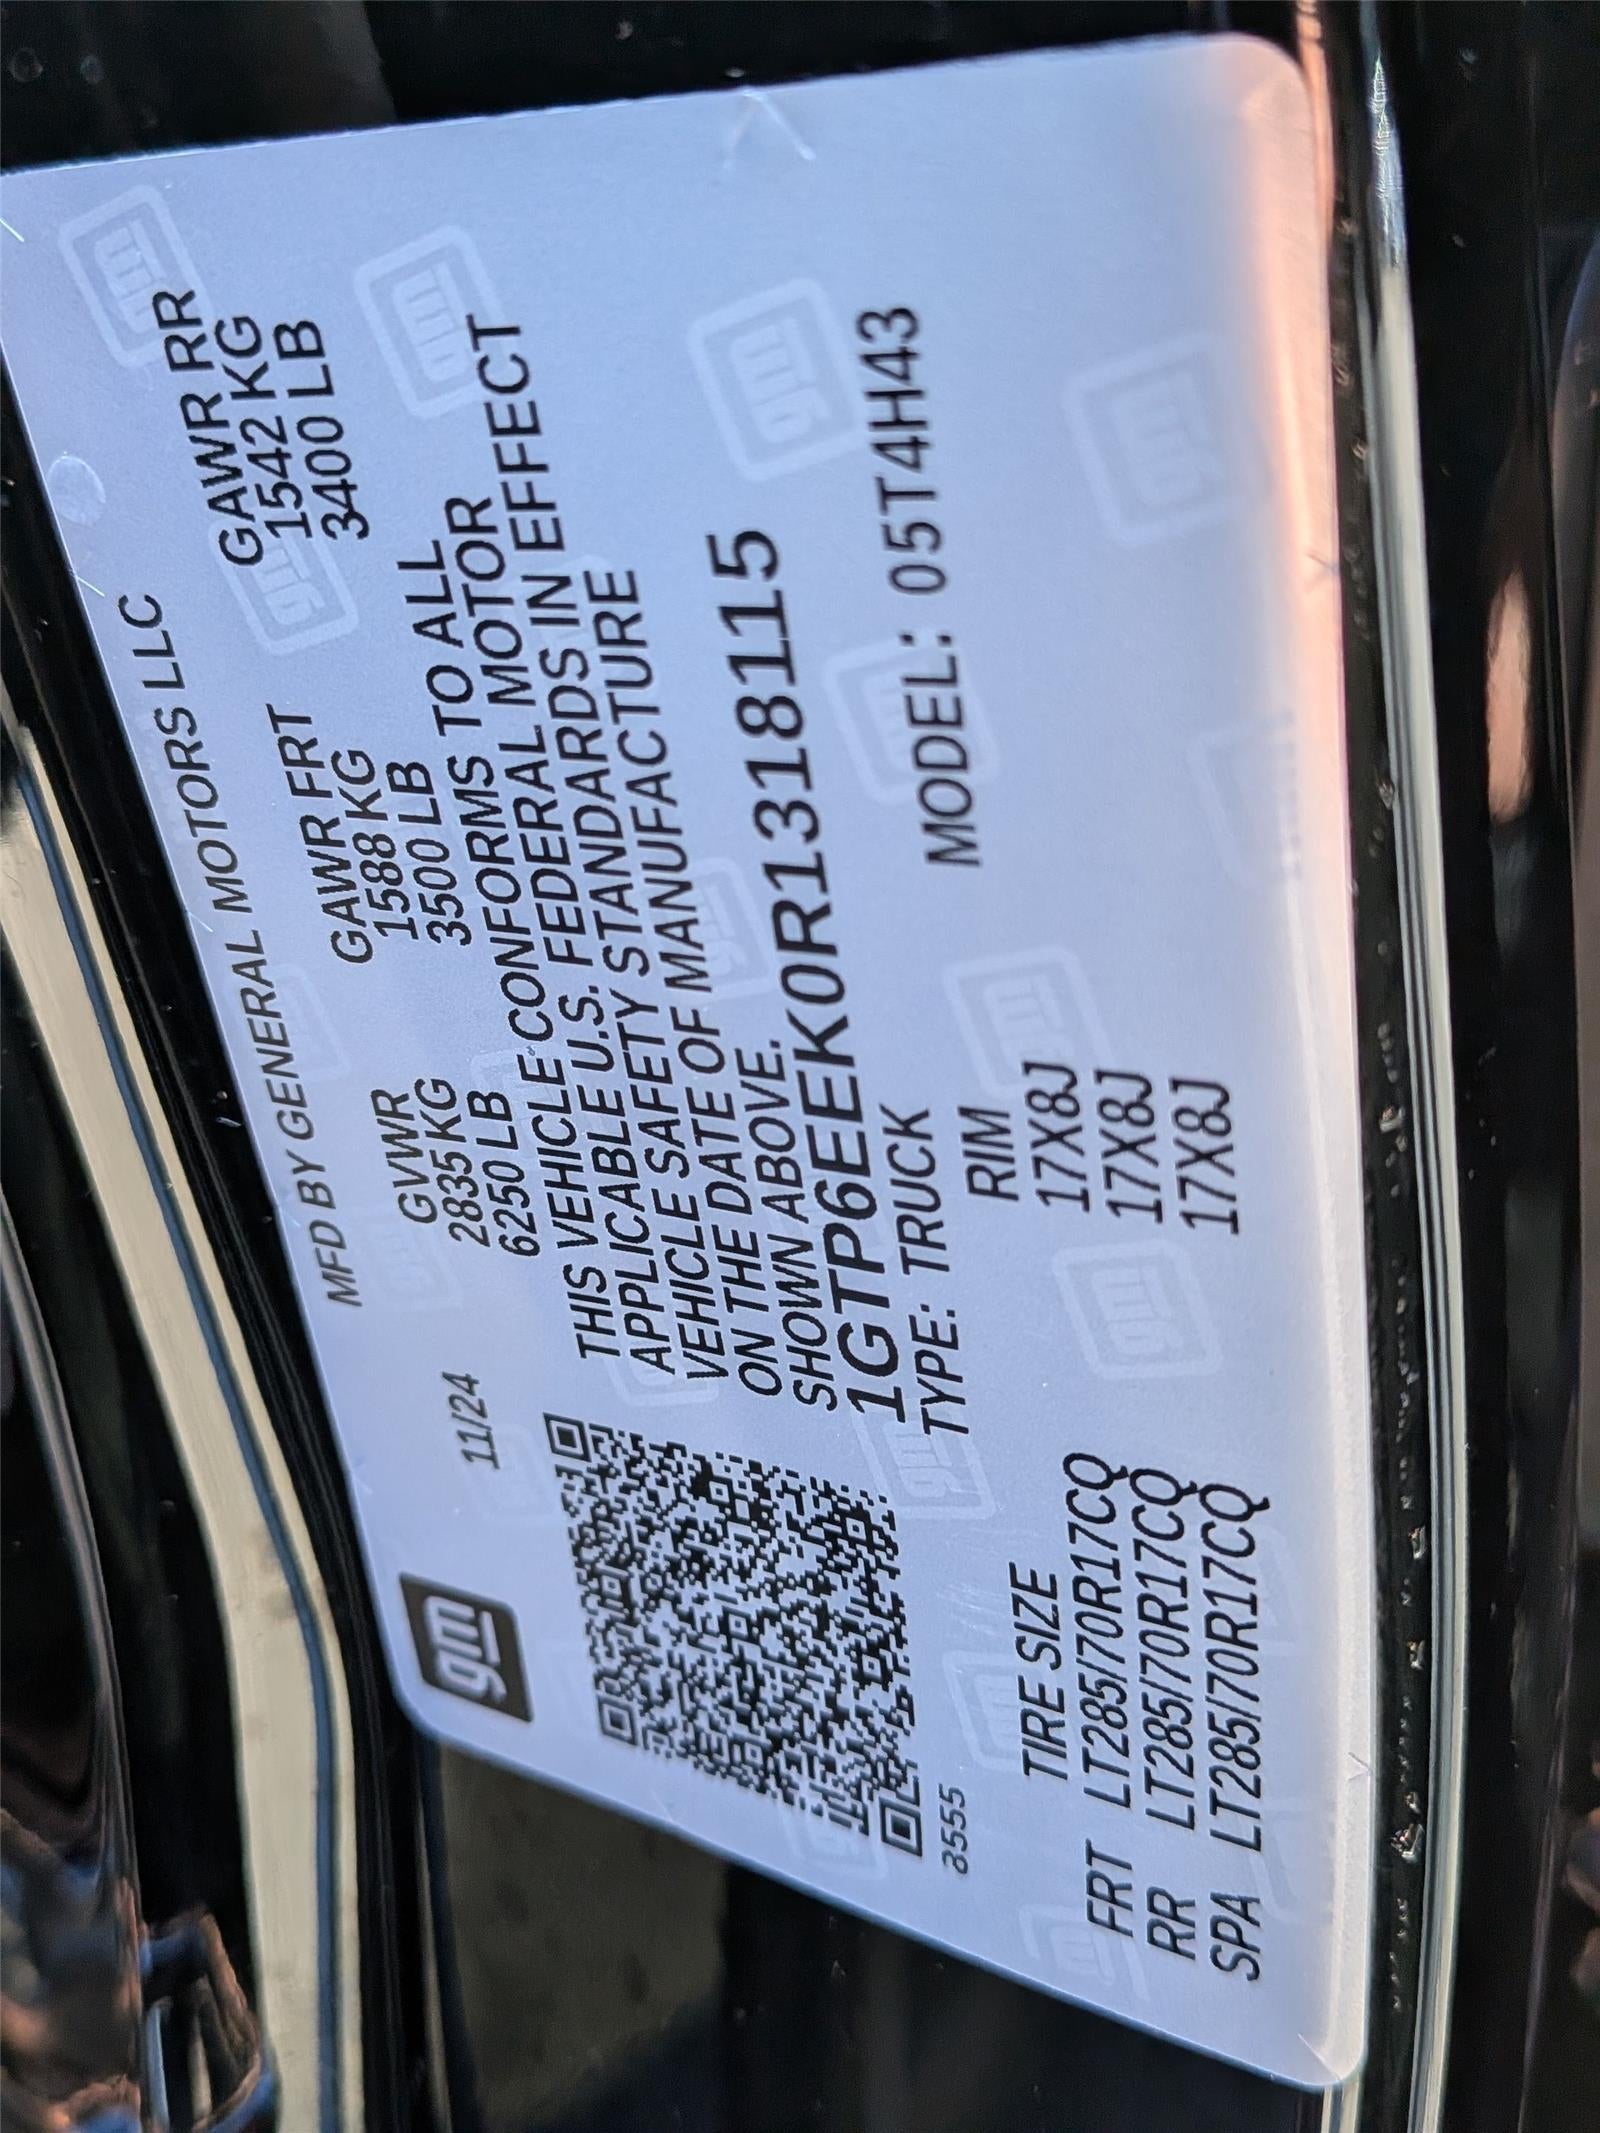 MFD BY GENERAL MOTORS LLC
gm
11/24
GVWR GAWR FRT GAWR RR
2835 KG 1588 KG 1542 KG
6250 LB 3500 LB 3400 LB
THIS VEHICLE CONFORMS TO ALL
APPLICABLE U.S. FEDERAL MOTOR
VEHICLE SAFETY STANDARDS IN EFFECT
ON THE DATE OF MANUFACTURE
SHOWN ABOVE.
1GTP6EEK0R1318115
TYPE: TRUCK MODEL: 05T4H43
8555
TIRE SIZE RIM
FRT LT285/70R17CQ 17X8J
RR LT285/70R17CQ 17X8J
SPA LT285/70R17CQ 17X8J